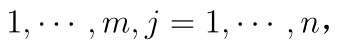 1, ⋯ , m, j = 1, ⋯ , n，